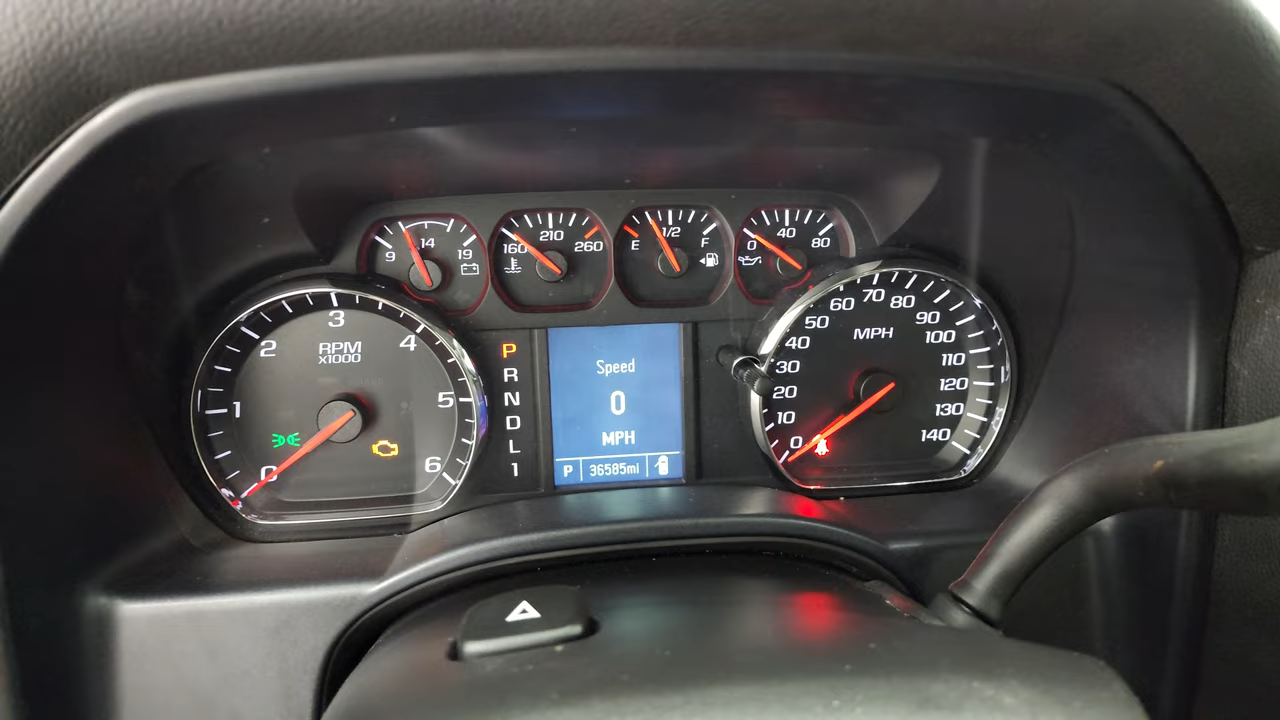 9 14 19
160 210 260
E 1/2 F
0 40 80
0 1 2 3 4 5 6
RPM
X1000
P
R
N
D
L
1
Speed
0
MPH
P 36585mi
0 10 20 30 40 50 60 70 80 90 100 110 120 130 140
MPH